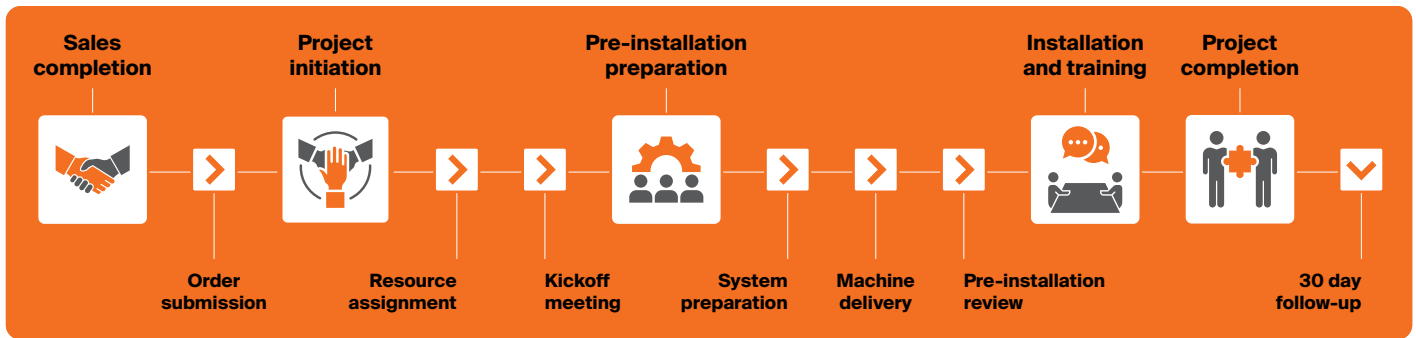 Sales
completion
Project
initiation
Pre-installation
preparation
Installation
and training
Project
completion
Order
submission
Resource
assignment
Kickoff
meeting
System
preparation
Machine
delivery
Pre-installation
review
30 day
follow-up